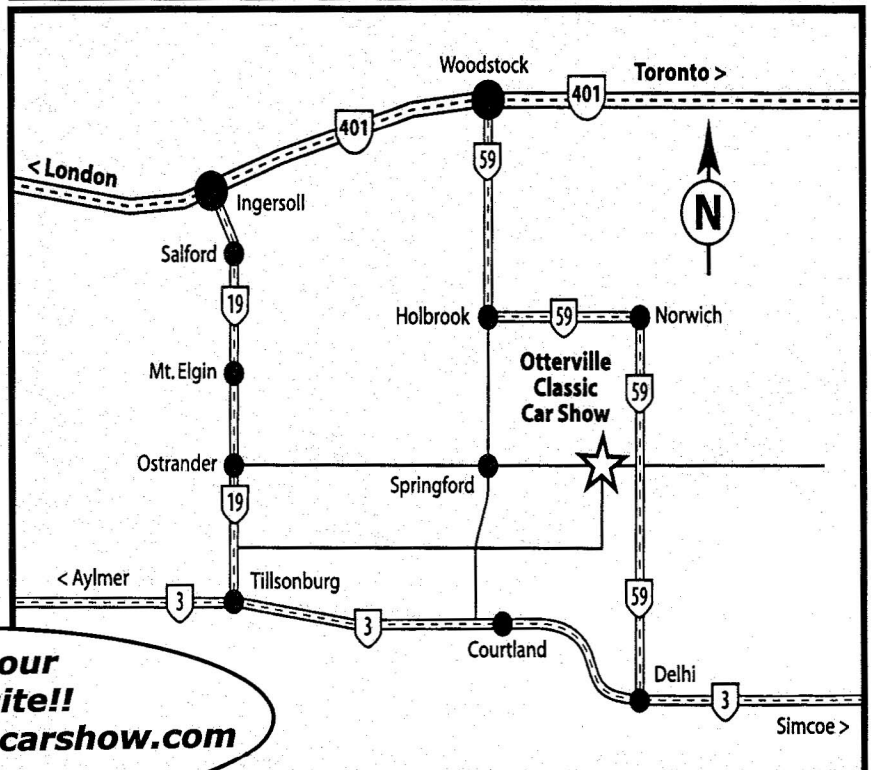 Woodstock
Toronto >
401
401
59
< London
Ingersoll
N
Salford
19
Holbrook
59
Norwich
Mt. Elgin
Otterville
Classic
Car Show
59
Ostrander
Springford
19
< Aylmer
3
Tillsonburg
59
3
Courtland
Delhi
3
Simcoe >
our
ite!!
carshow.com